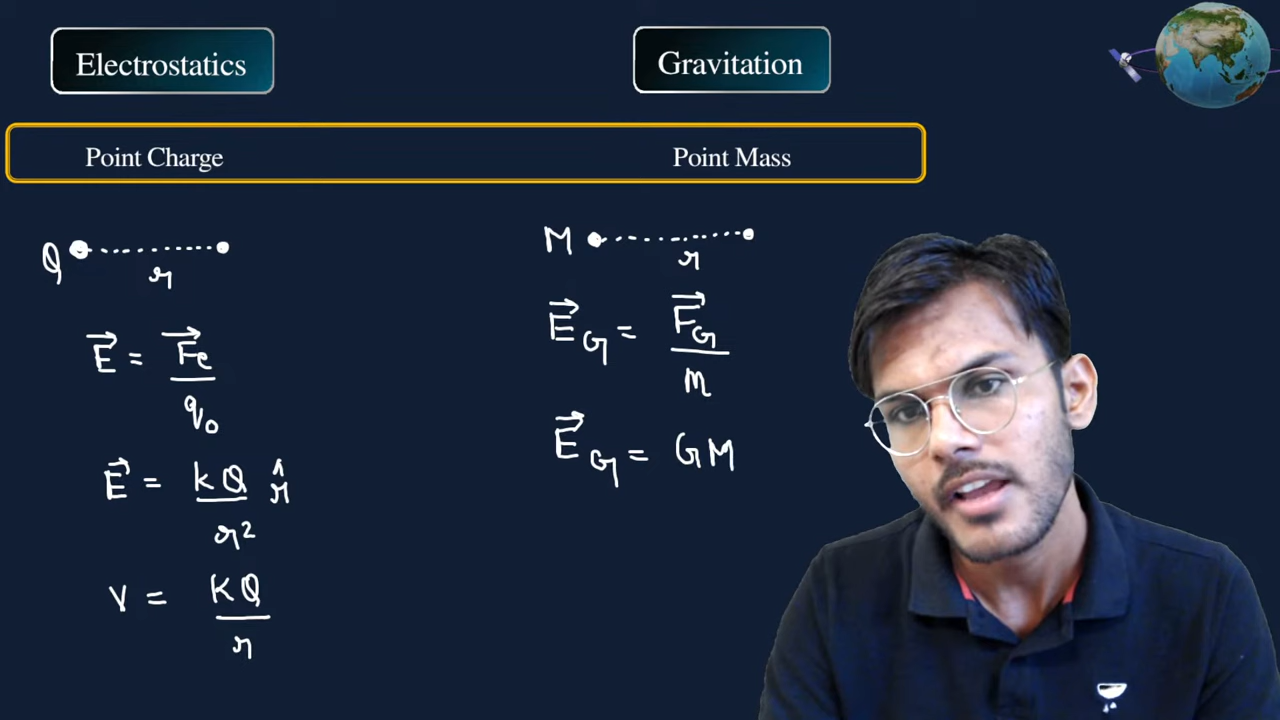 Electrostatics
Gravitation
Point Charge
Point Mass
Q
r
M
r
E⃗ = F⃗e / q₀
E⃗ = kQ / r² r̂
V = kQ / r
E⃗G = F⃗G / m
E⃗G = GM